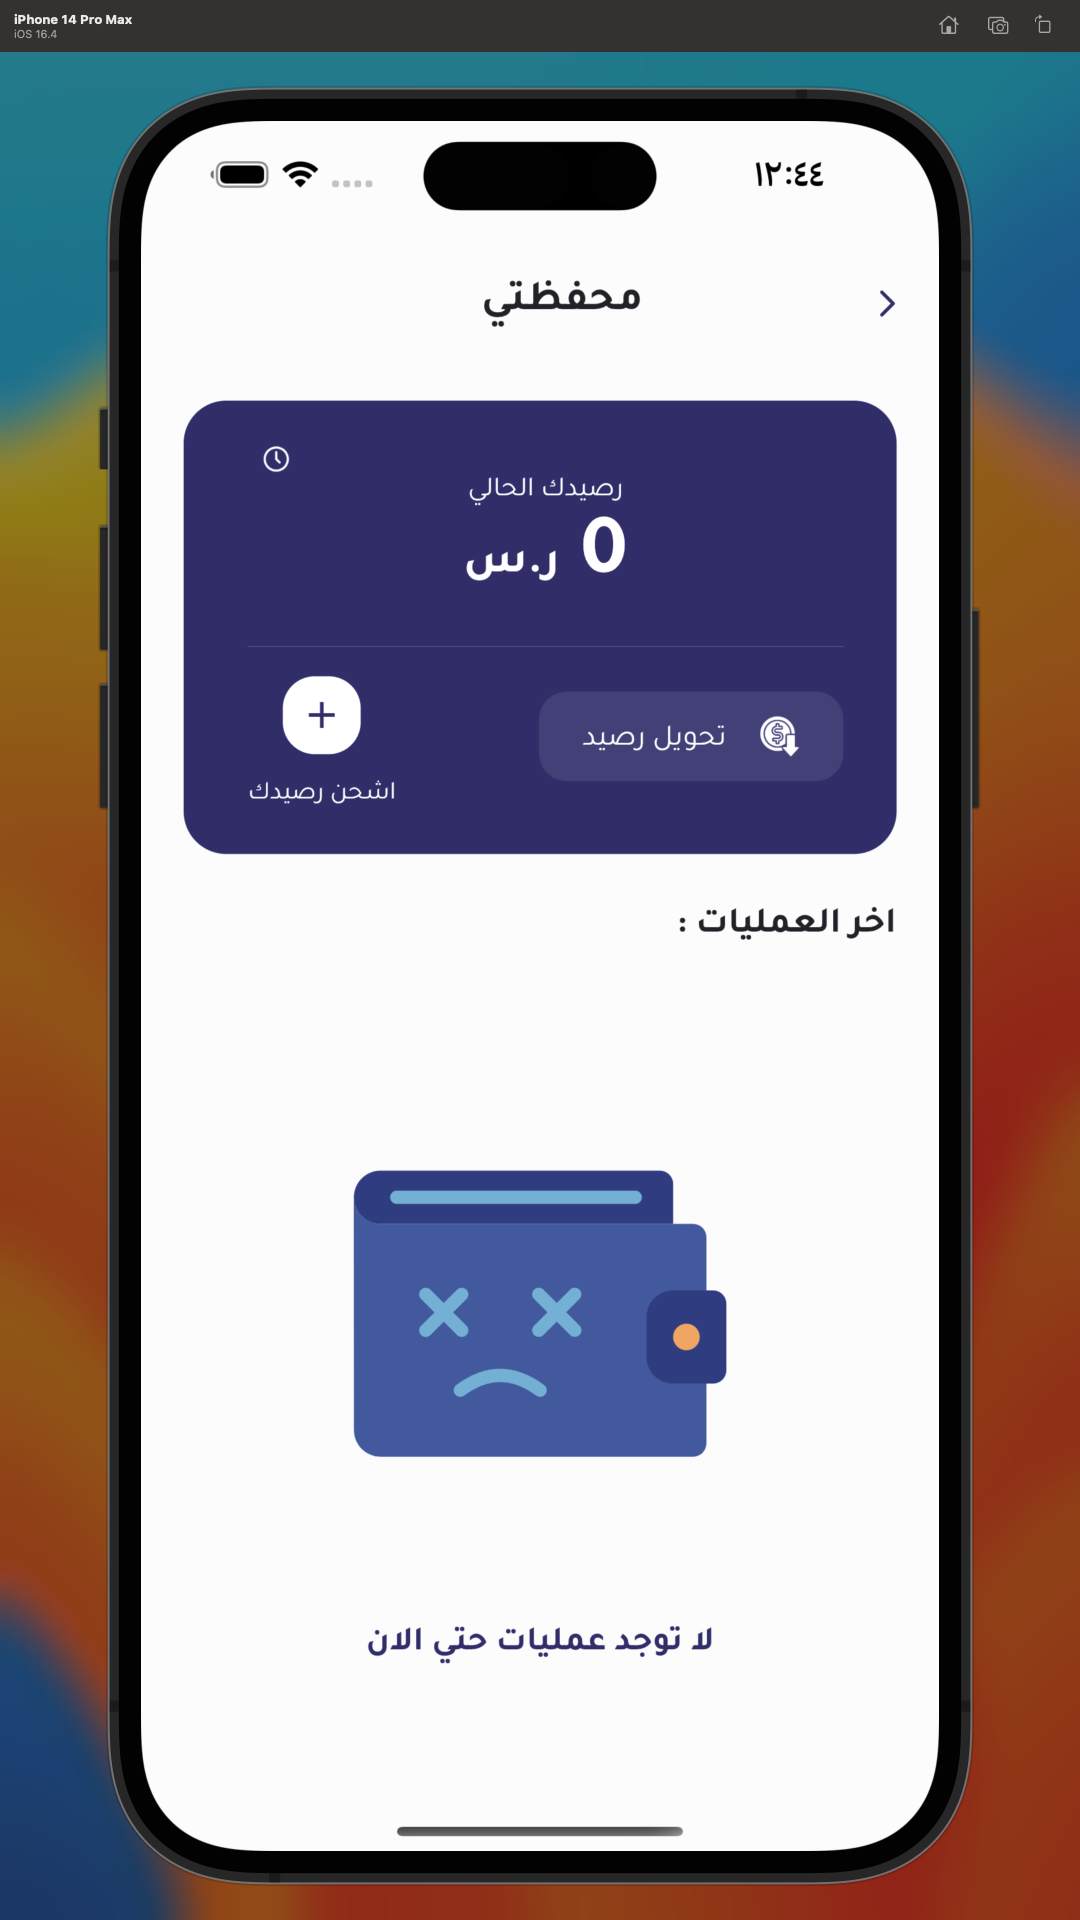 iPhone 14 Pro Max
iOS 16.4
١٢:٤٤
محفظتي
رصيدك الحالي
0 ر.س
تحويل رصيد
اشحن رصيدك
اخر العمليات :
لا توجد عمليات حتي الان